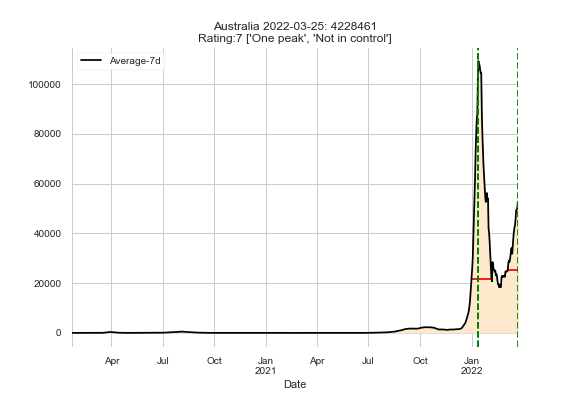 Australia 2022-03-25: 4228461
Rating:7 ['One peak', 'Not in control']
Average-7d
100000
80000
60000
40000
20000
0
Apr Jul Oct Jan Apr Jul Oct Jan
2021 2022
Date